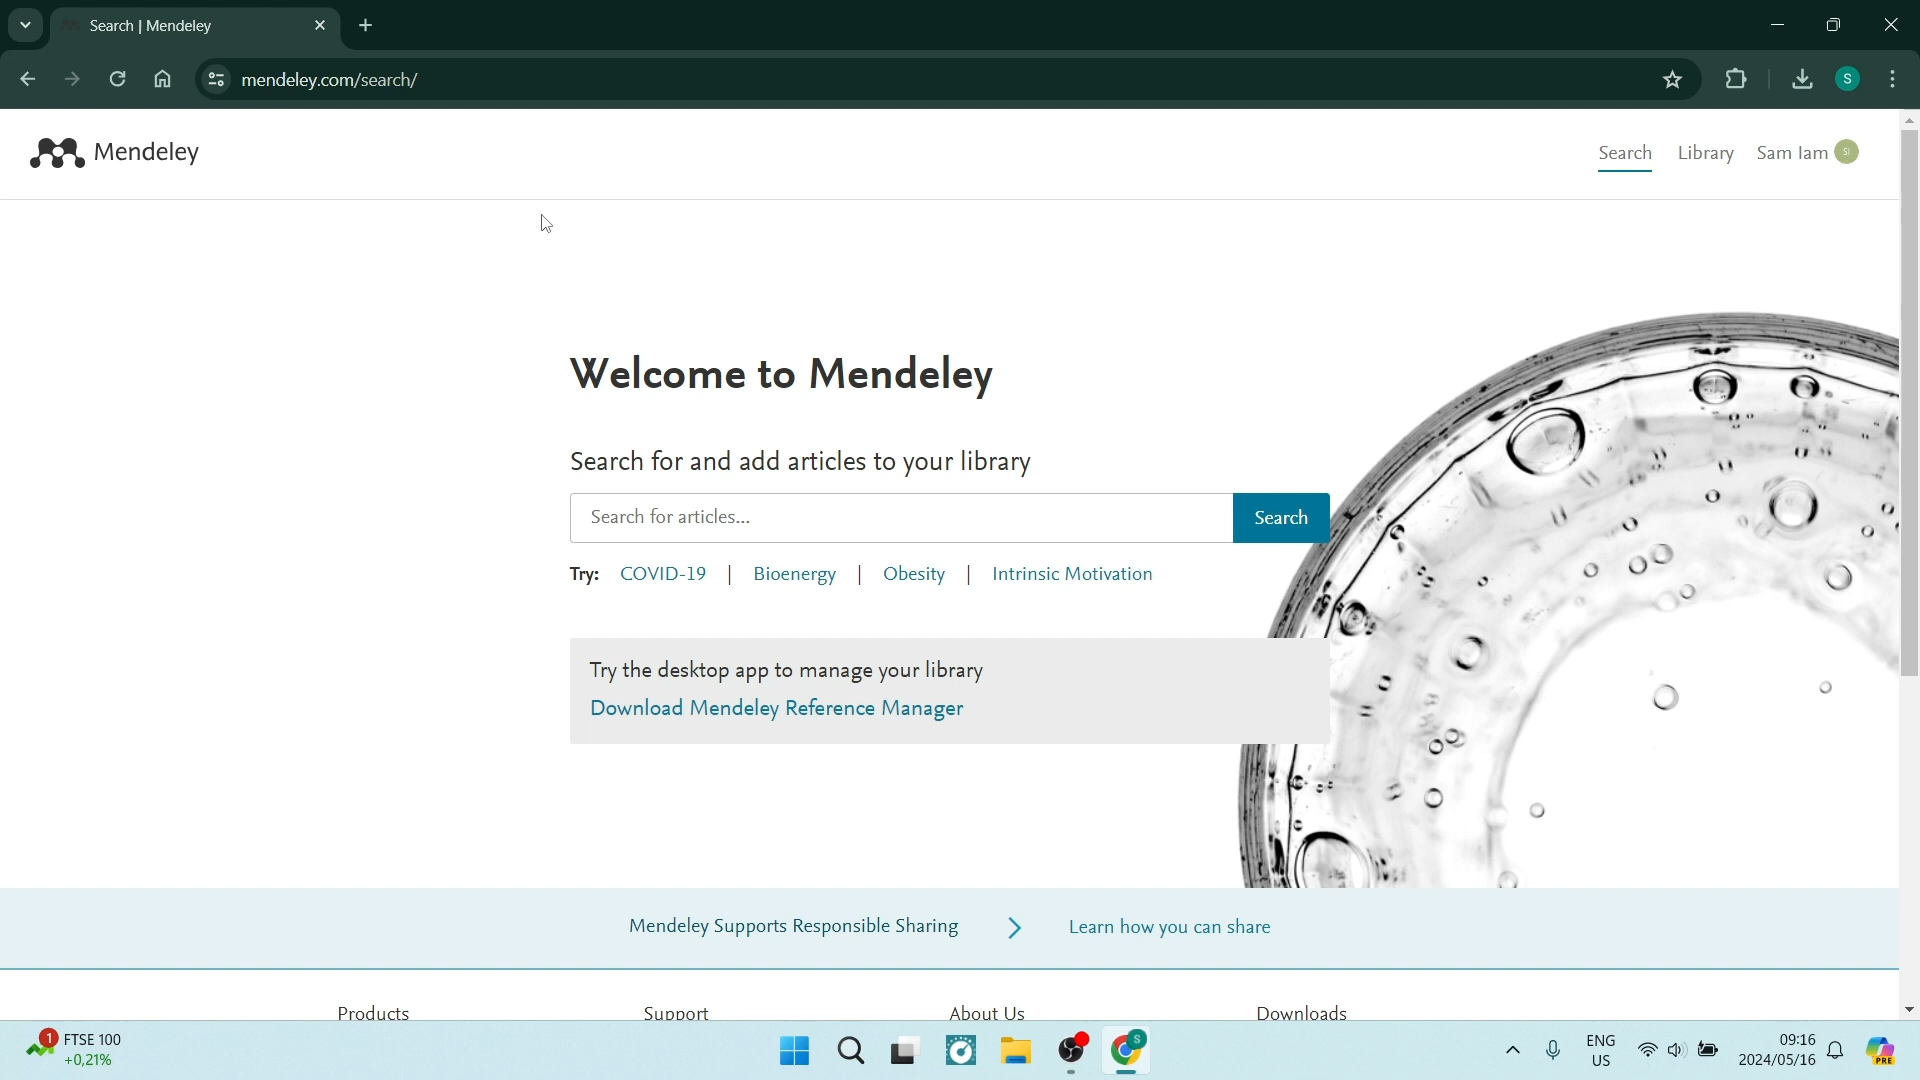 Search | Mendeley
mendeley.com/search/
S
Mendeley
Search
Library
Sam Iam
SI
Welcome to Mendeley
Search for and add articles to your library
Search for articles...
Search
Try: COVID-19 | Bioenergy | Obesity | Intrinsic Motivation
Try the desktop app to manage your library
Download Mendeley Reference Manager
Mendeley Supports Responsible Sharing
Learn how you can share
Products
Support
About Us
Downloads
1
FTSE 100
+0,21%
S
ENG
US
09:16
2024/05/16
PRE